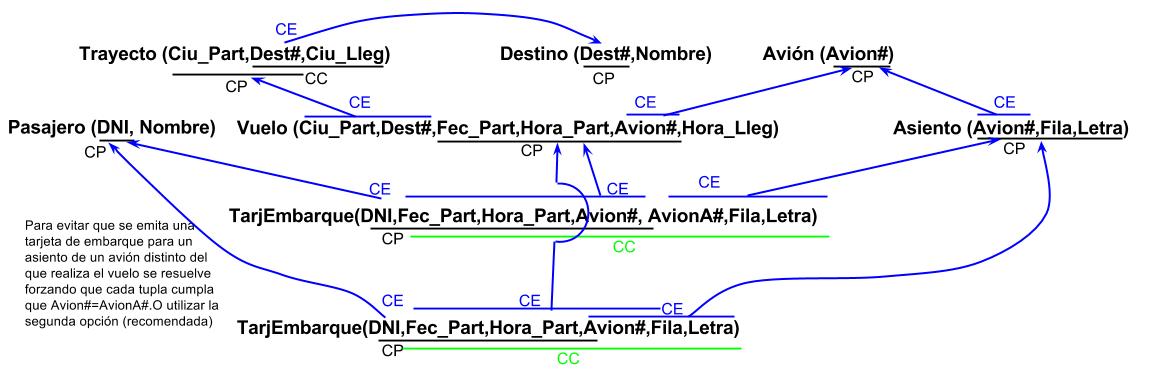 CE
Trayecto (Ciu_Part,Dest#,Ciu_Lleg)
Destino (Dest#,Nombre)
Avión (Avion#)
CP
CC
CP
CP
CE
CE
CE
Pasajero (DNI, Nombre)
Vuelo (Ciu_Part,Dest#,Fec_Part,Hora_Part,Avion#,Hora_Lleg)
Asiento (Avion#,Fila,Letra)
CP
CP
CP
CE
CE
CE
TarjEmbarque(DNI,Fec_Part,Hora_Part,Avion#, AvionA#,Fila,Letra)
CP
CC
Para evitar que se emita una
tarjeta de embarque para un
asiento de un avión distinto del
que realiza el vuelo se resuelve
forzando que cada tupla cumpla
que Avion#=AvionA#.O utilizar la
segunda opción (recomendada)
CE
CE
CE
TarjEmbarque(DNI,Fec_Part,Hora_Part,Avion#,Fila,Letra)
CP
CC